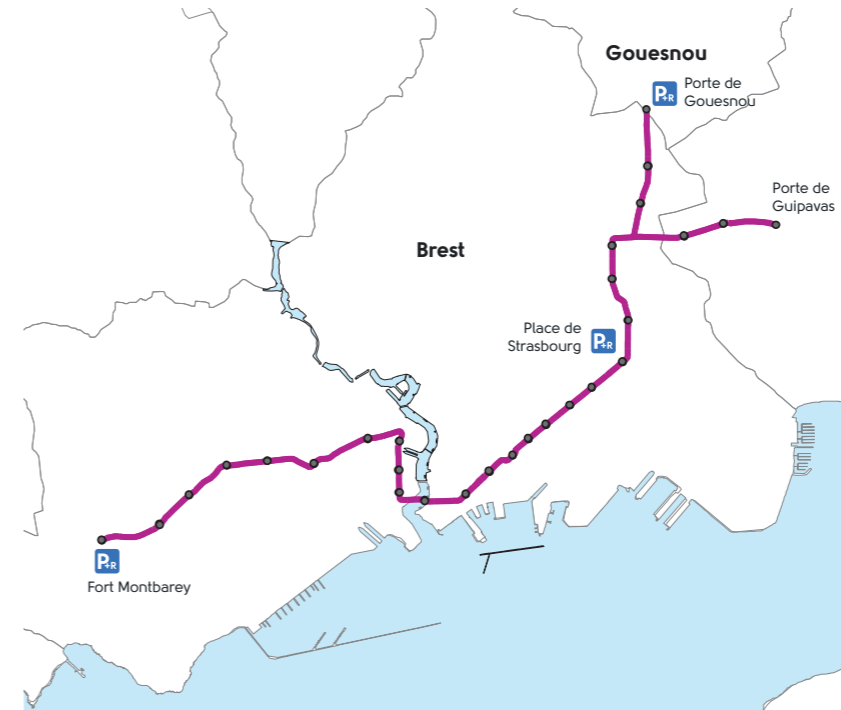 Gouesnou
P+R
Porte de
Gouesnou
Porte de
Guipavas
Brest
Place de
Strasbourg
P+R
P+R
Fort Montbarey